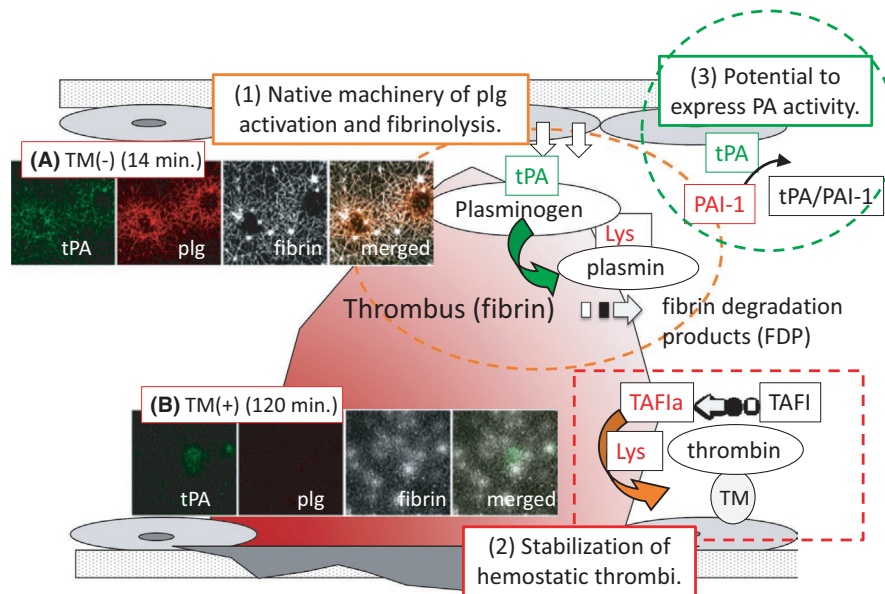 (1) Native machinery of plg
activation and fibrinolysis.
(3) Potential to
express PA activity.
(A) TM(-) (14 min.)
tPA
plg
fibrin
merged
tPA
Plasminogen
Lys
plasmin
tPA
PAI-1
tPA/PAI-1
Thrombus (fibrin)
fibrin degradation
products (FDP)
(B) TM(+) (120 min.)
tPA
plg
fibrin
merged
TAFIa
TAFI
Lys
thrombin
TM
(2) Stabilization of
hemostatic thrombi.